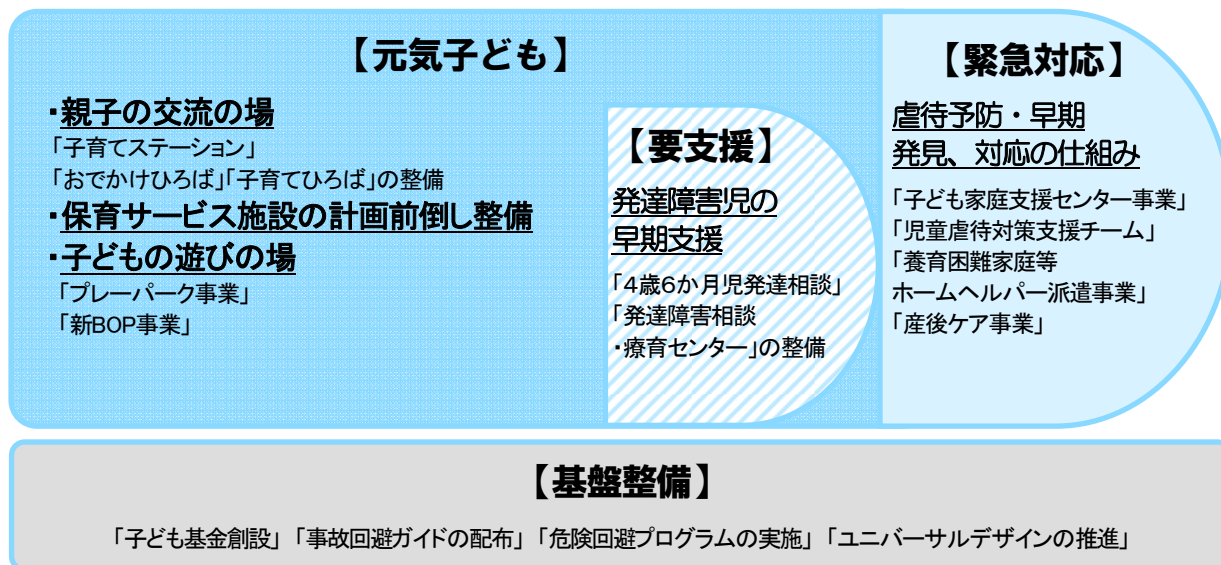 【元気子ども】
・親子の交流の場
「子育てステーション」
「おでかけひろば」「子育てひろば」の整備
・保育サービス施設の計画前倒し整備
・子どもの遊びの場
「プレーパーク事業」
「新BOP事業」
【要支援】
発達障害児の
早期支援
「4歳6か月児発達相談」
「発達障害相談
・療育センター」の整備
【緊急対応】
虐待予防・早期
発見、対応の仕組み
「子ども家庭支援センター事業」
「児童虐待対策支援チーム」
「養育困難家庭等
ホームヘルパー派遣事業」
「産後ケア事業」
【基盤整備】
「子ども基金創設」「事故回避ガイドの配布」「危険回避プログラムの実施」「ユニバーサルデザインの推進」